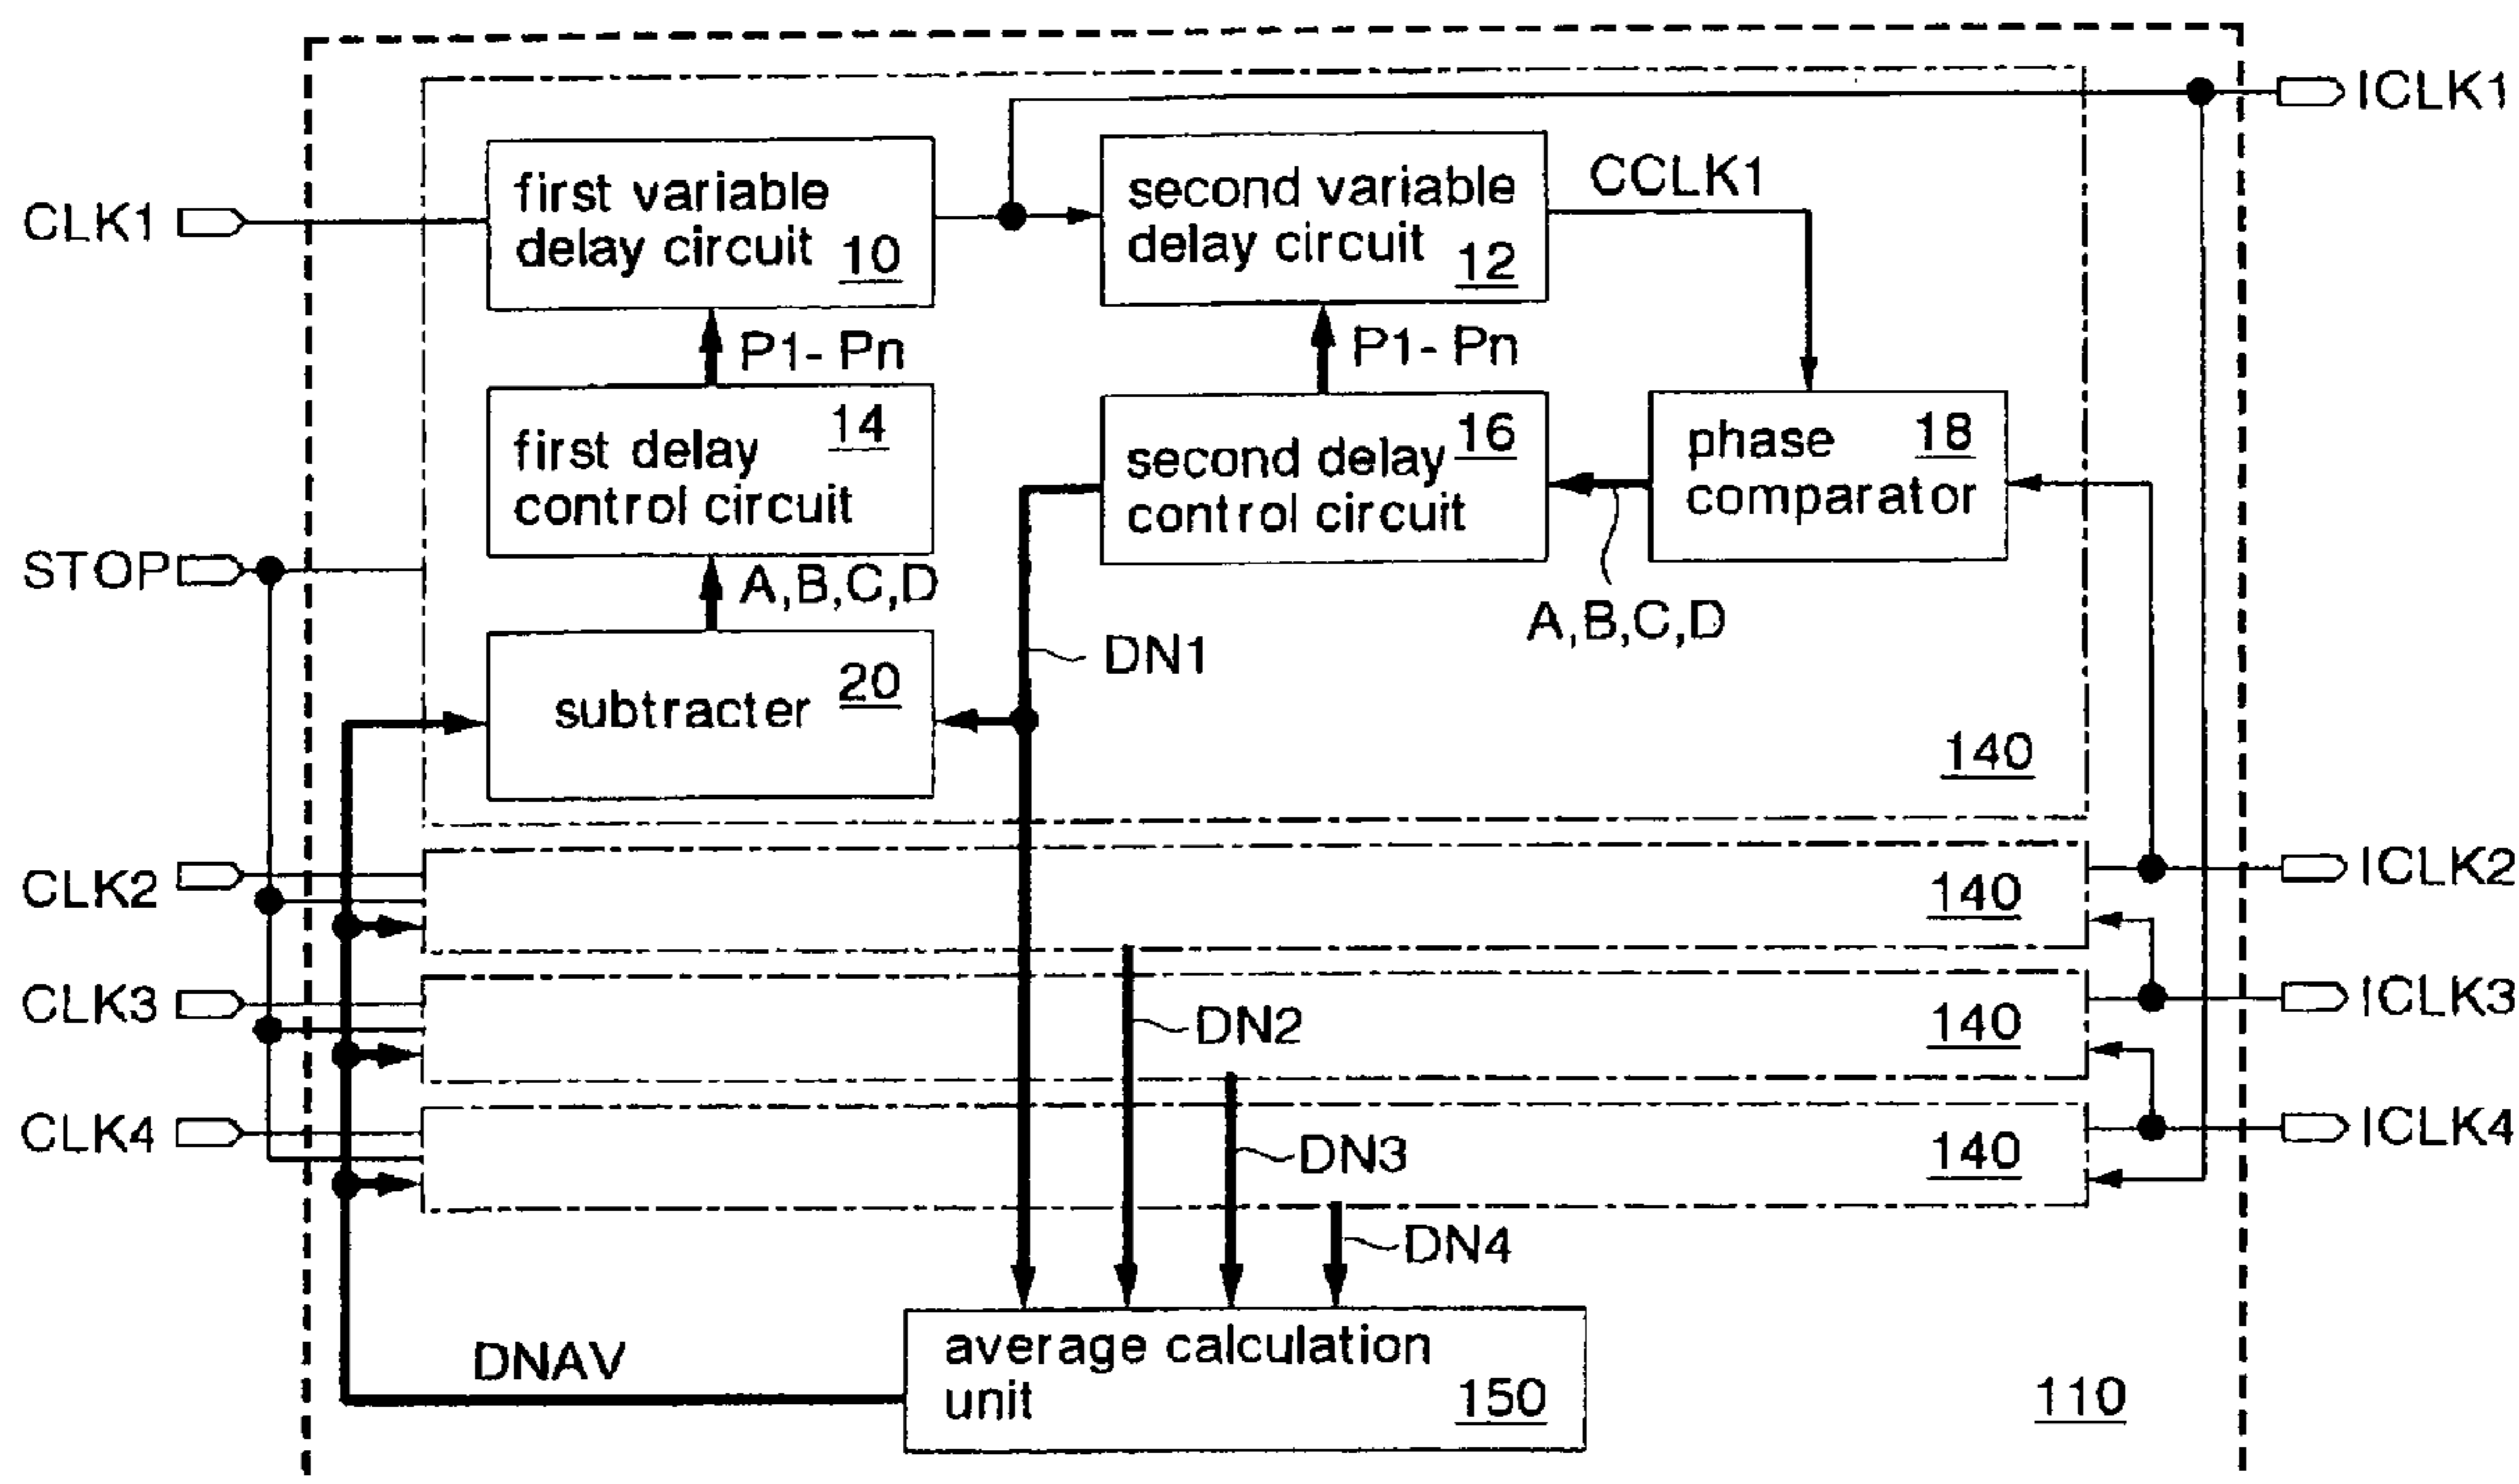 ICLK1
first variable
delay circuit 10
second variable
delay circuit 12
CCLK1
CLK1
P1- Pn
P1- Pn
first delay
control circuit
14
second delay
control circuit
16
phase
comparator
18
STOP
A,B,C,D
A,B,C,D
DN1
subtracter 20
140
CLK2
140
ICLK2
CLK3
DN2
140
ICLK3
CLK4
DN3
140
ICLK4
DN4
DNAV
average calculation
unit 150
110